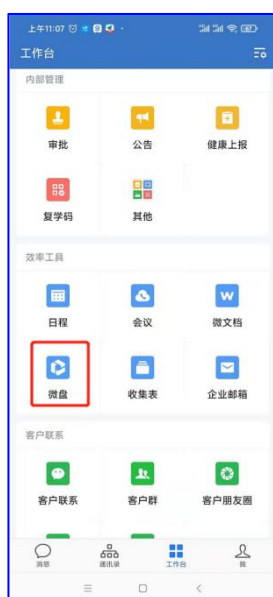 上午11:07
工作台
内部管理
审批 公告 健康上报
复学码 其他
效率工具
日程 会议 微文档
微盘 收集表 企业邮箱
客户联系
客户联系 客户群 客户朋友圈
消息 通讯录 工作台 我